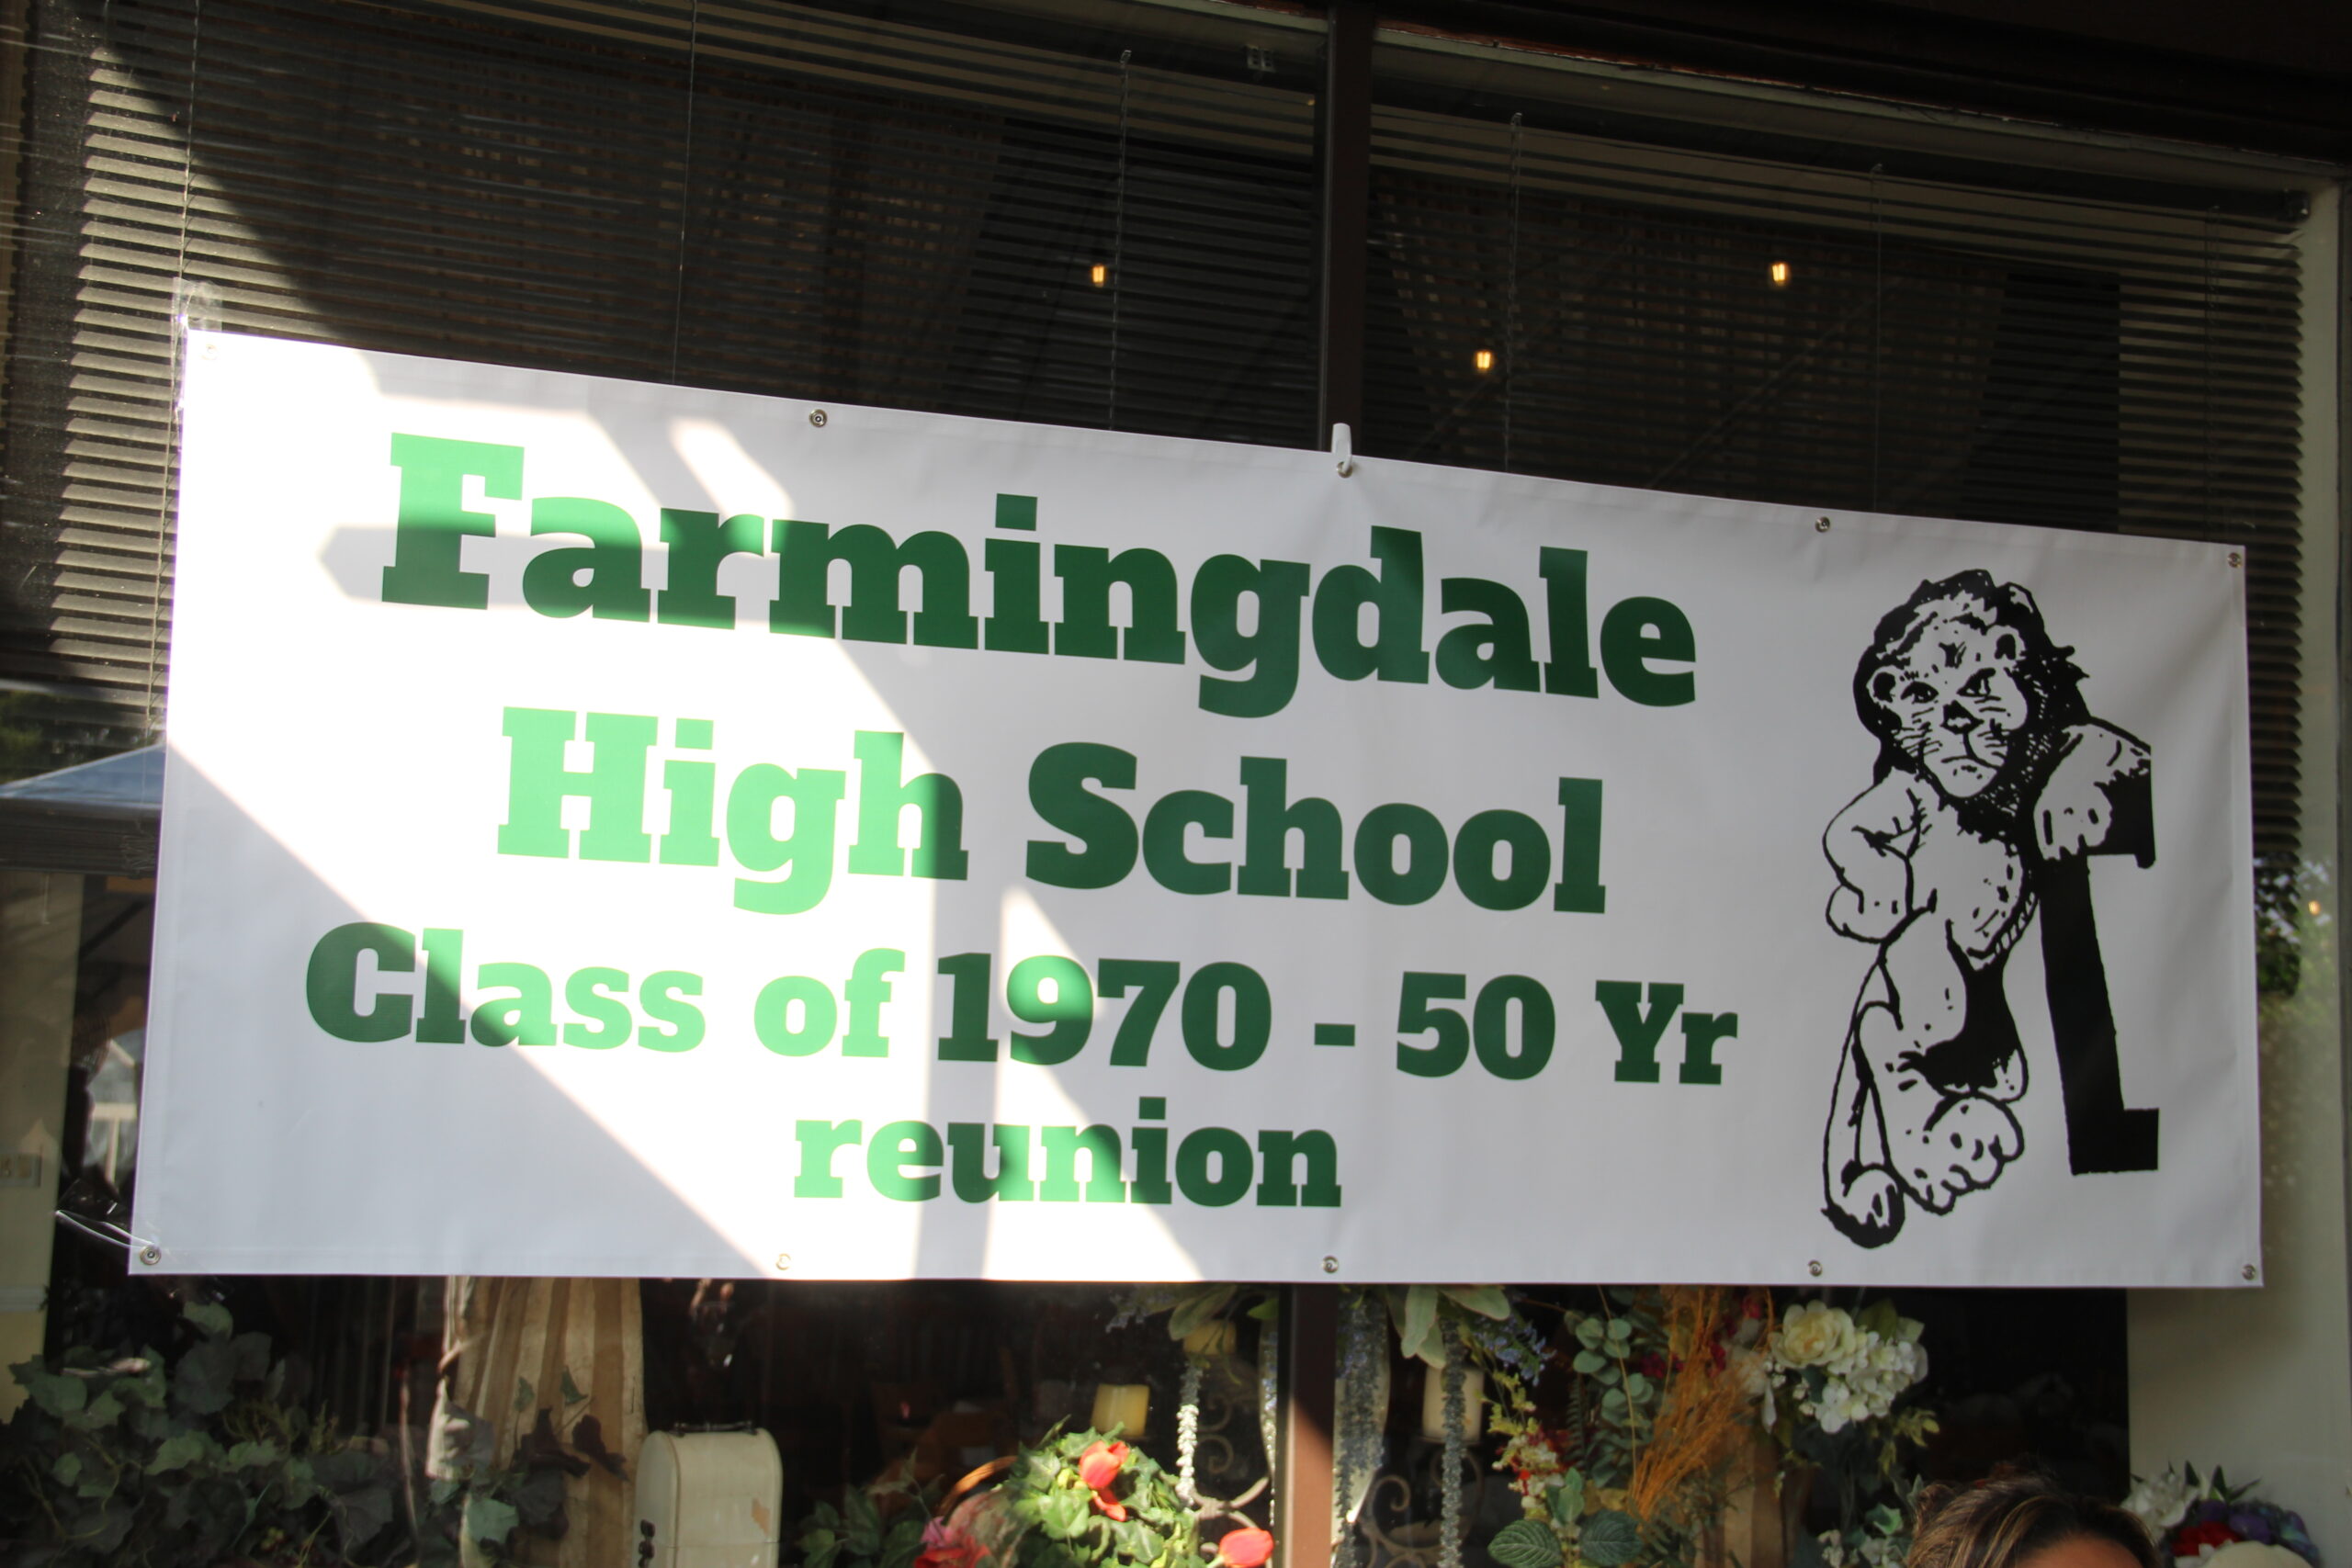 Farmingdale
High School
Class of 1970 - 50 Yr
reunion